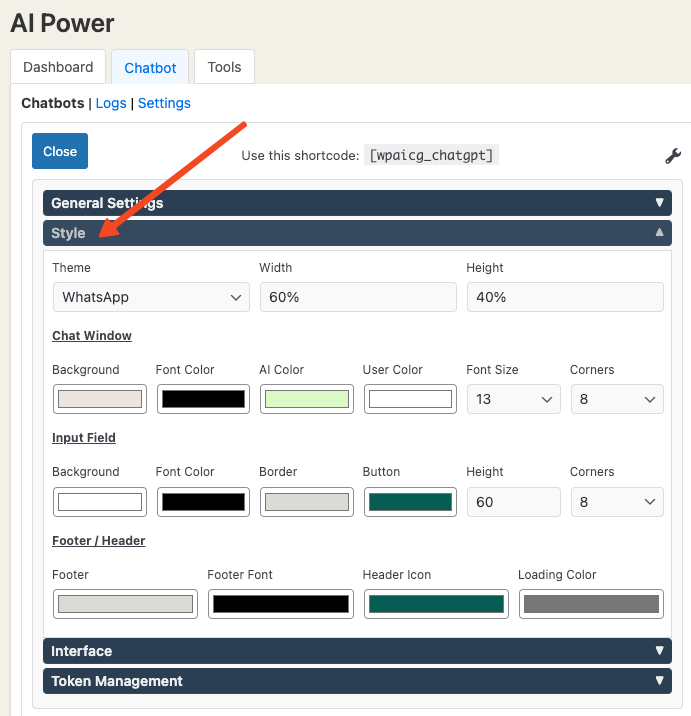 AI Power
Dashboard Chatbot Tools
Chatbots | Logs | Settings
Close Use this shortcode: [wpaicg_chatgpt]
General Settings ▼
Style ▲
Theme Width Height
WhatsApp 60% 40%
Chat Window
Background Font Color AI Color User Color Font Size Corners
13 8
Input Field
Background Font Color Border Button Height Corners
60 8
Footer / Header
Footer Footer Font Header Icon Loading Color
Interface ▼
Token Management ▼